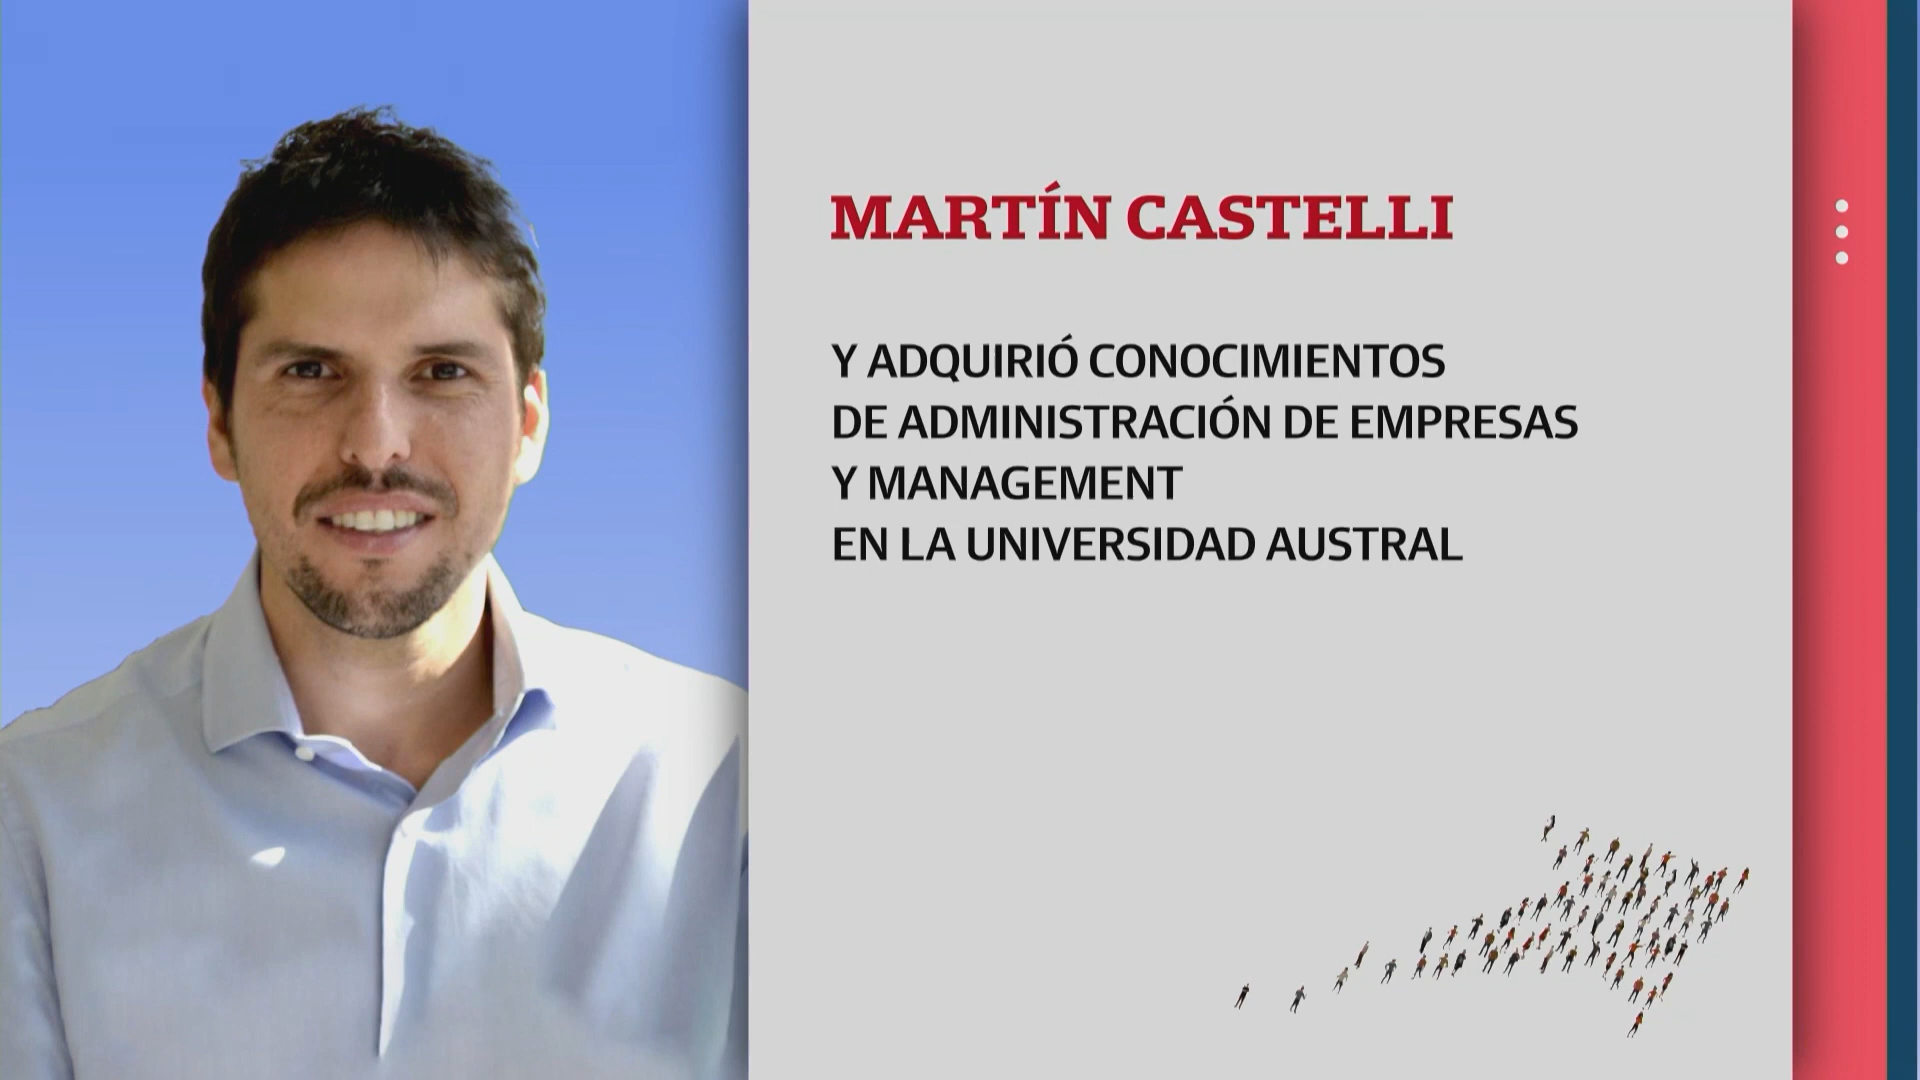 MARTÍN CASTELLI
Y ADQUIRIÓ CONOCIMIENTOS
DE ADMINISTRACIÓN DE EMPRESAS
Y MANAGEMENT
EN LA UNIVERSIDAD AUSTRAL